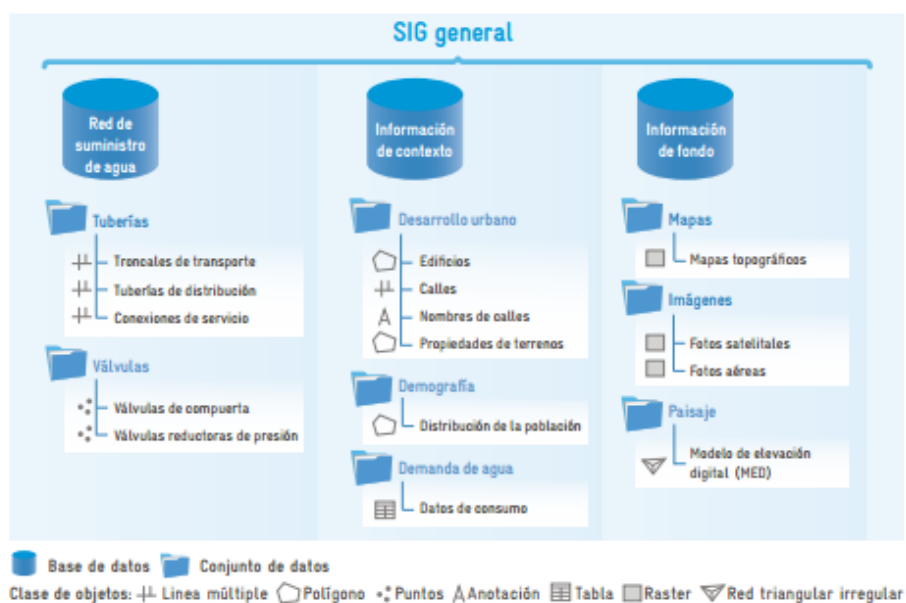 SIG general
Red de
suministro
de agua
Tuberías
Troncales de transporte
Tuberías de distribución
Conexiones de servicio
Válvulas
Válvulas de compuerta
Válvulas reductoras de presión
Información
de contexto
Desarrollo urbano
Edificios
Calles
Nombres de calles
Propiedades de terrenos
Demografía
Distribución de la población
Demanda de agua
Datos de consumo
Información
de fondo
Mapas
Mapas topográficos
Imágenes
Fotos satelitales
Fotos aéreas
Paisaje
Modelo de elevación
digital (MED)
Base de datos Conjunto de datos
Clase de objetos: Linea múltiple Polígono Puntos Anotación Tabla Raster Red triangular irregular